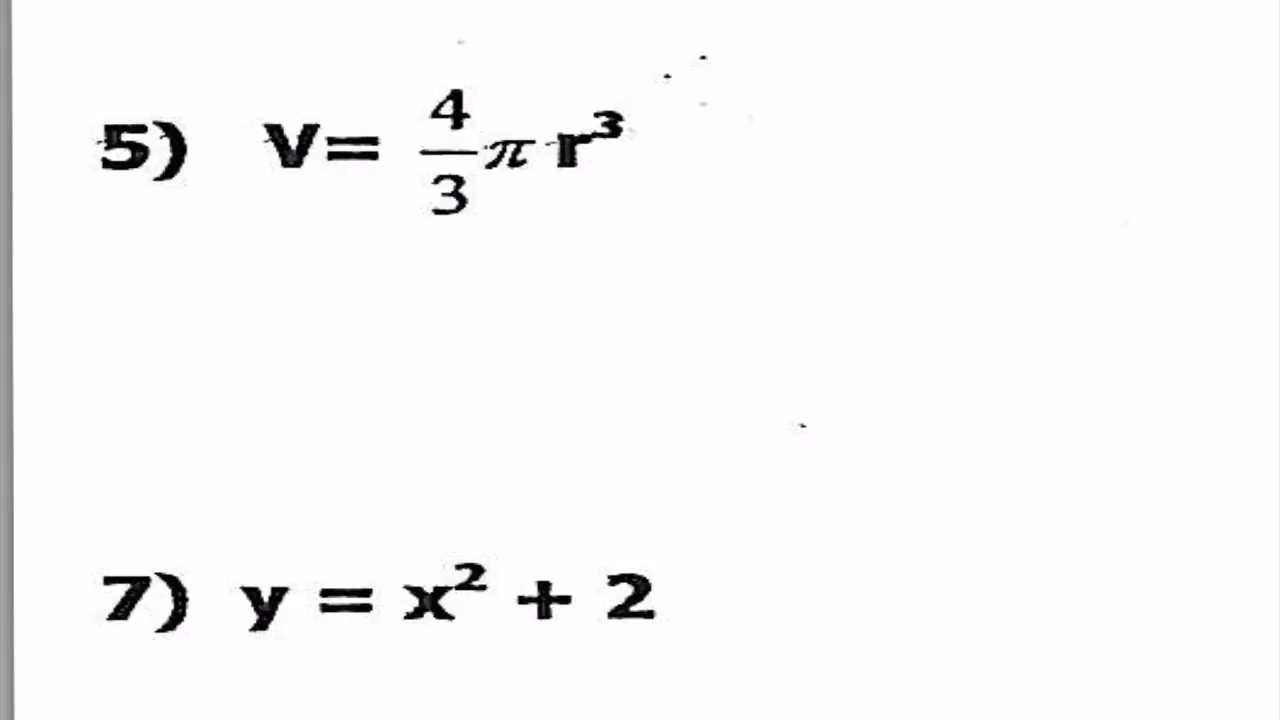 5) V= 4/3 π r³
7) y = x² + 2